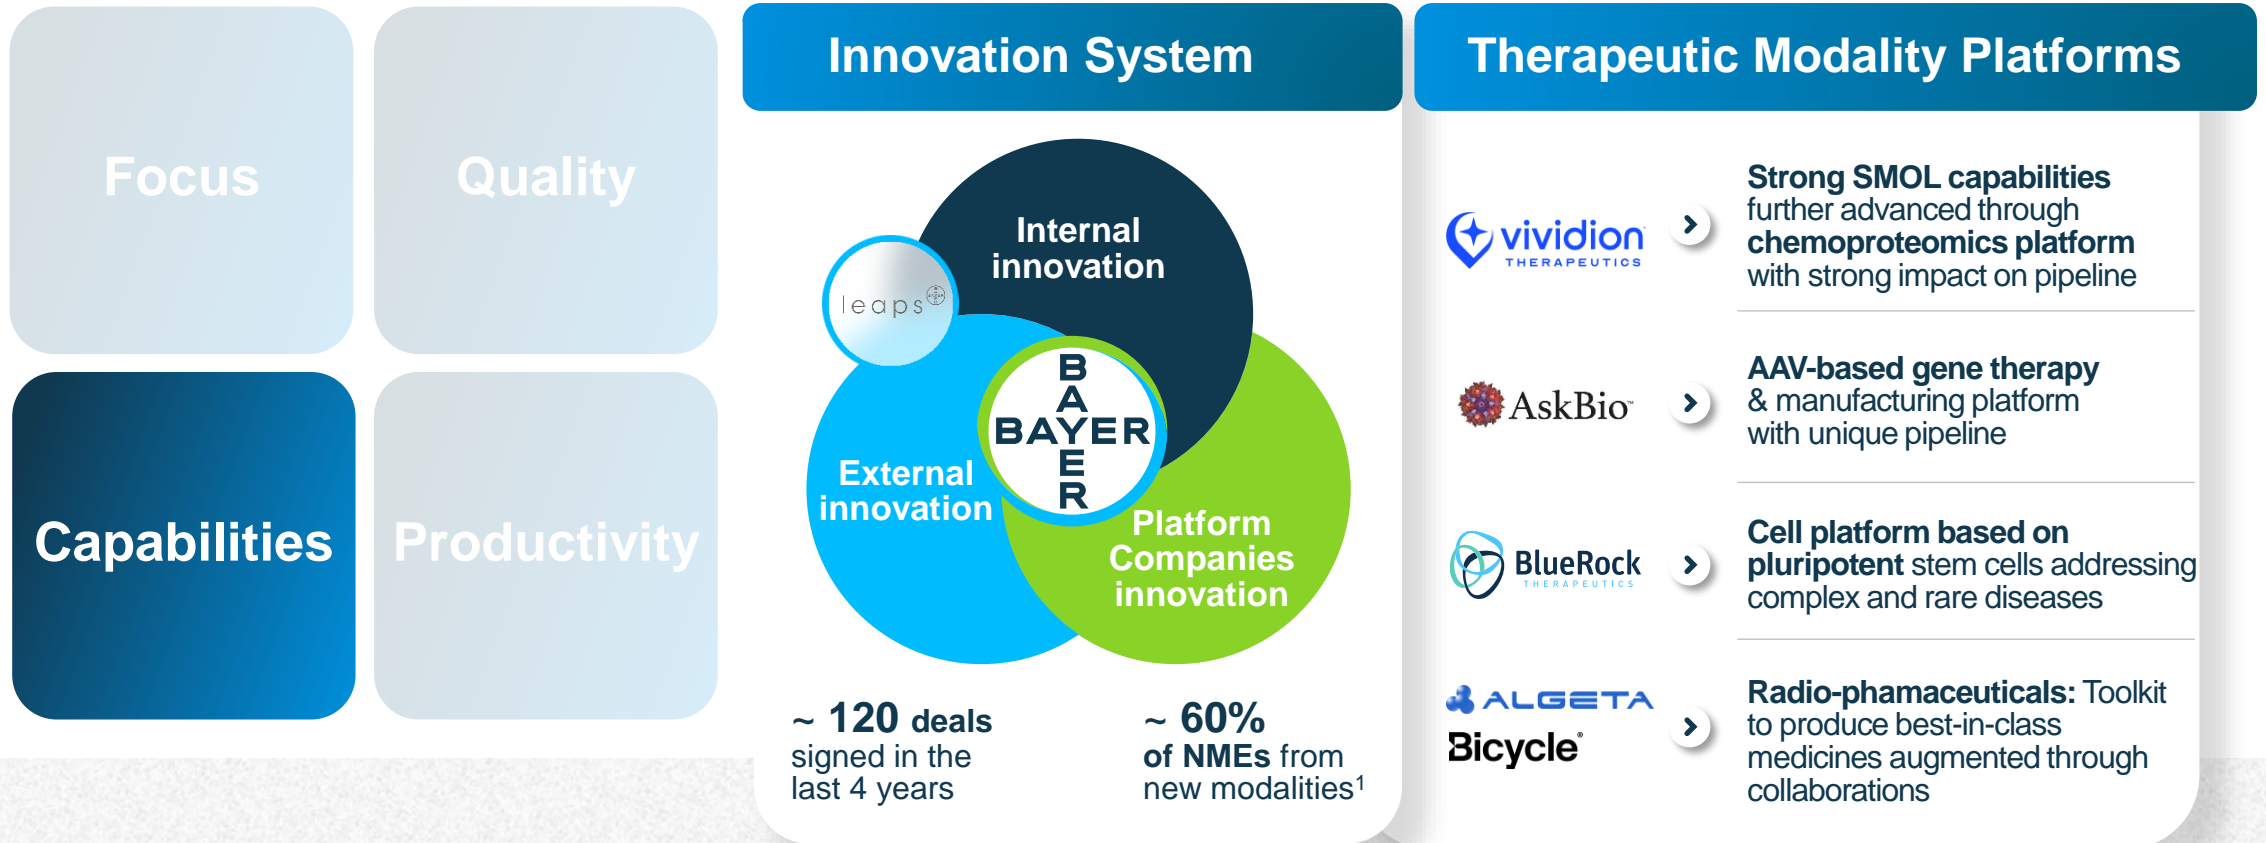 Focus
Quality
Capabilities
Productivity
Innovation System
Internal
innovation
leaps
BAYER
BAYER
External
innovation
Platform
Companies
innovation
~ 120 deals
signed in the
last 4 years
~ 60%
of NMEs from
new modalities¹
Therapeutic Modality Platforms
vividion
THERAPEUTICS
Strong SMOL capabilities
further advanced through
chemoproteomics platform
with strong impact on pipeline
AskBio™
AAV-based gene therapy
& manufacturing platform
with unique pipeline
BlueRock
THERAPEUTICS
Cell platform based on
pluripotent stem cells addressing
complex and rare diseases
ALGETA
Bicycle®
Radio-phamaceuticals: Toolkit
to produce best-in-class
medicines augmented through
collaborations